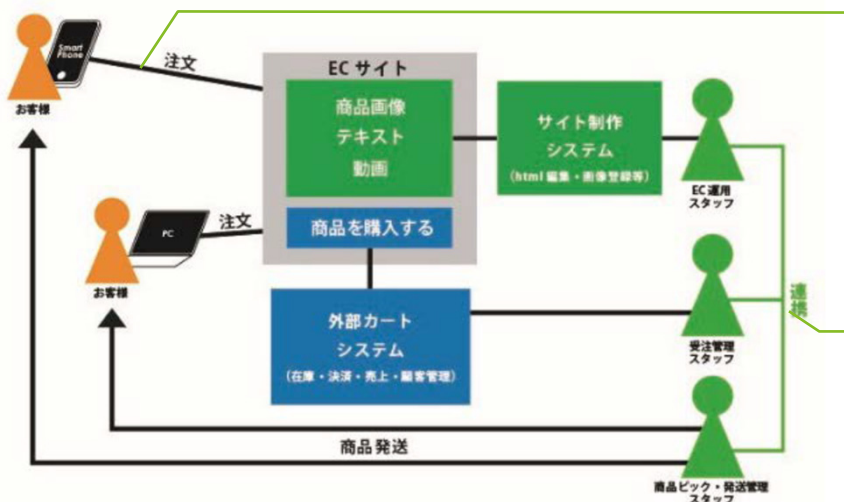 Smart
Phone
お客様
注文
ECサイト
商品画像
テキスト
動画
サイト制作
システム
(html編集・画像登録等)
EC運用
スタッフ
PC
お客様
注文
商品を購入する
外部カート
システム
(在庫・決済・売上・顧客管理)
連携
受注管理
スタッフ
商品発送
商品ピック・発送管理
スタッフ